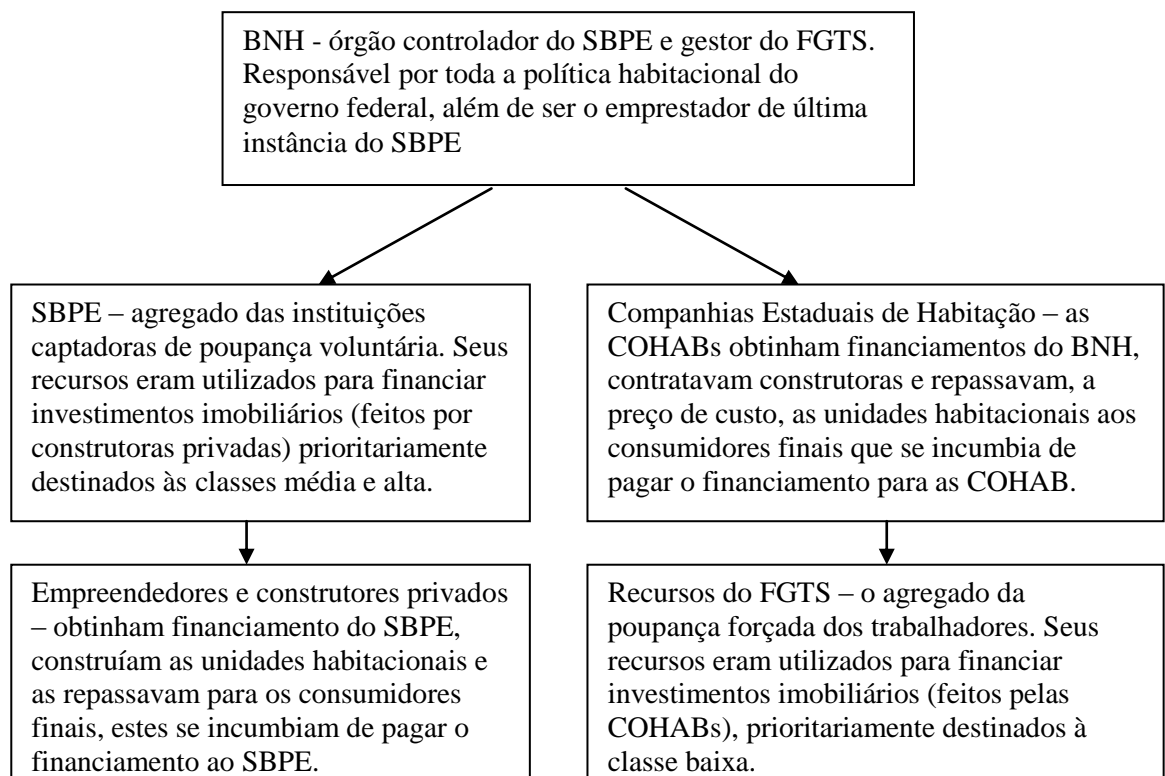 BNH - órgão controlador do SBPE e gestor do FGTS.
Responsável por toda a política habitacional do
governo federal, além de ser o emprestador de última
instância do SBPE
SBPE – agregado das instituições
captadoras de poupança voluntária. Seus
recursos eram utilizados para financiar
investimentos imobiliários (feitos por
construtoras privadas) prioritariamente
destinados às classes média e alta.
Companhias Estaduais de Habitação – as
COHABs obtinham financiamentos do BNH,
contratavam construtoras e repassavam, a
preço de custo, as unidades habitacionais aos
consumidores finais que se incumbia de
pagar o financiamento para as COHAB.
Empreendedores e construtores privados
– obtinham financiamento do SBPE,
construíam as unidades habitacionais e
as repassavam para os consumidores
finais, estes se incumbiam de pagar o
financiamento ao SBPE.
Recursos do FGTS – o agregado da
poupança forçada dos trabalhadores. Seus
recursos eram utilizados para financiar
investimentos imobiliários (feitos pelas
COHABs), prioritariamente destinados à
classe baixa.